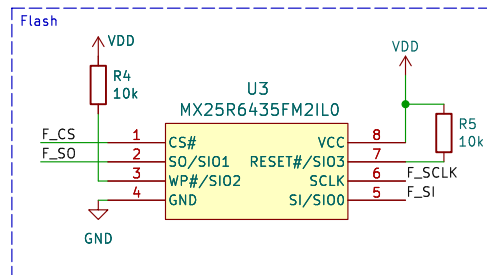 Flash
VDD
R4
10k
U3
MX25R6435FM2IL0
VDD
R5
10k
F_CS
1
CS#
VCC
8
F_SO
2
SO/SIO1
RESET#/SIO3
7
3
WP#/SIO2
SCLK
6
F_SCLK
4
GND
SI/SIO0
5
F_SI
GND